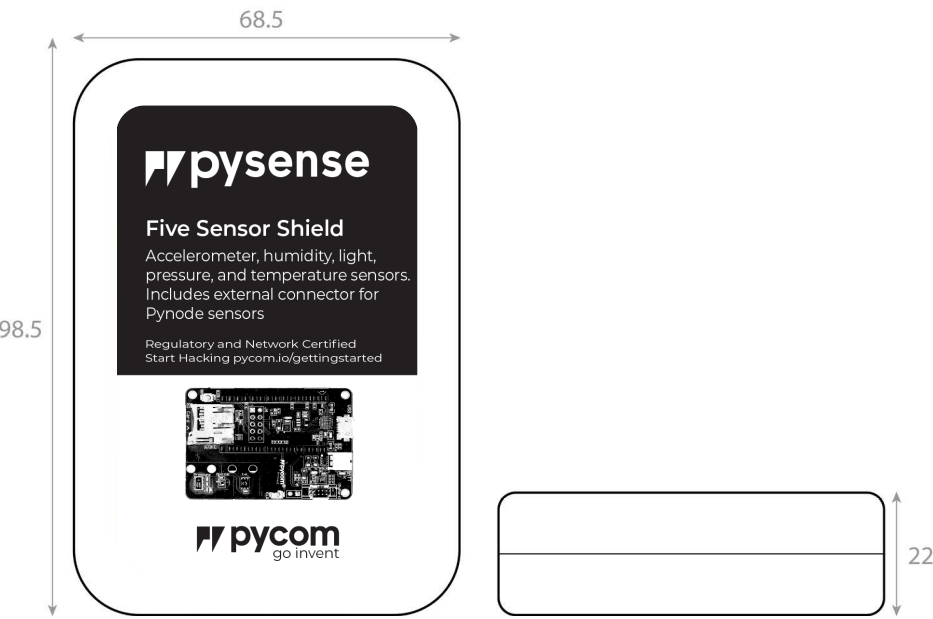 68.5
pysense
Five Sensor Shield
Accelerometer, humidity, light,
pressure, and temperature sensors.
Includes external connector for
Pynode sensors
Regulatory and Network Certified
Start Hacking pycom.io/gettingstarted
98.5
pycom
pycom
go invent
22